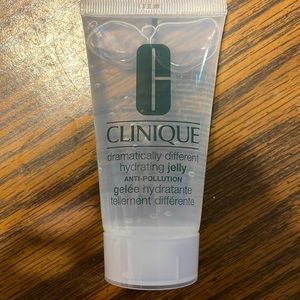 CLINIQUE
dramatically different
hydrating jelly
ANTI-POLLUTION
gelée hydratante
tellement différente